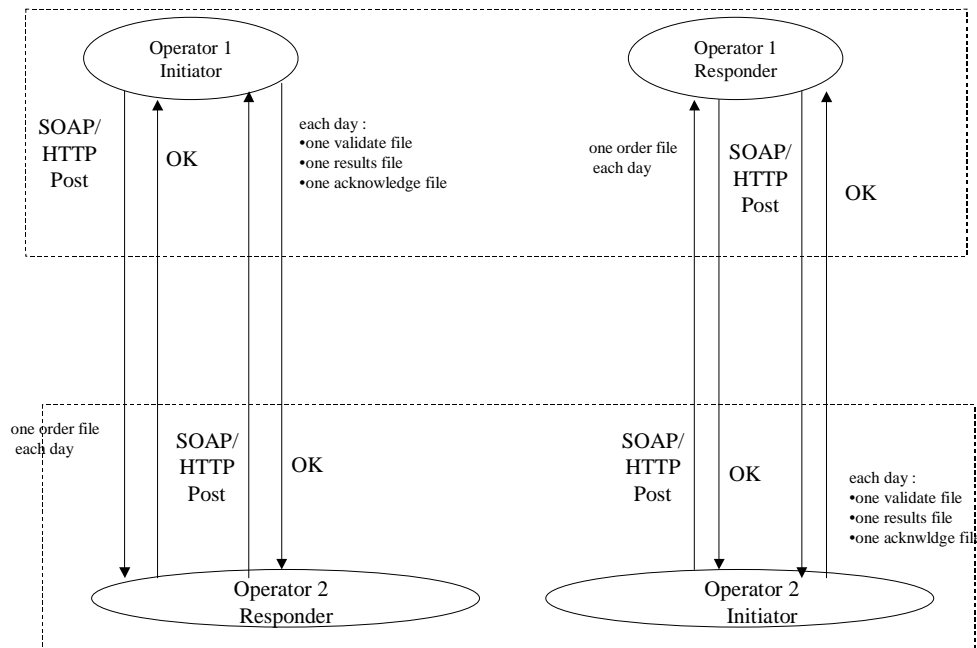 Operator 1
Initiator
Operator 1
Responder
SOAP/
HTTP
Post
OK
each day :
•one validate file
•one results file
•one acknowledge file
one order file
each day
SOAP/
HTTP
Post
OK
one order file
each day
SOAP/
HTTP
Post
OK
SOAP/
HTTP
Post
OK
each day :
•one validate file
•one results file
•one acknwldge fil
Operator 2
Responder
Operator 2
Initiator